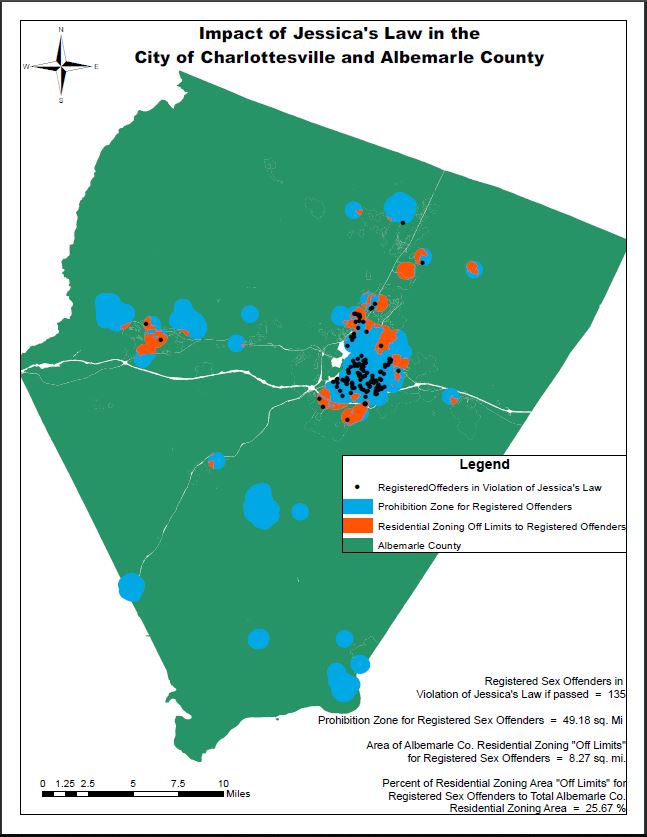 Impact of Jessica's Law in the
City of Charlottesville and Albemarle County
N
W
E
S
Legend
RegisteredOffeders in Violation of Jessica's Law
Prohibition Zone for Registered Offenders
Residential Zoning Off Limits to Registered Offenders
Albemarle County
Registered Sex Offenders in
Violation of Jessica's Law if passed = 135
Prohibition Zone for Registered Sex Offenders = 49.18 sq. Mi
Area of Albemarle Co. Residential Zoning "Off Limits"
for Registered Sex Offenders = 8.27 sq. mi.
Percent of Residential Zoning Area "Off Limits" for
Registered Sex Offenders to Total Albemarle Co.
Residential Zoning Area = 25.67 %
0 1.25 2.5 5 7.5 10
Miles